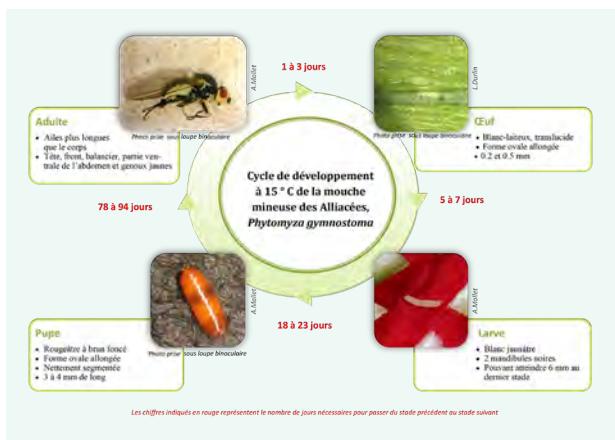 1 à 3 jours
A.Mollet
L.Durlin
Photo prise sous loupe binoculaire
Photo prise sous loupe binoculaire
Adulte
• Ailes plus longues
que le corps
• Tête, front, balancier, partie ven-
trale de l'abdomen et genoux jaunes
Œuf
• Blanc-laiteux, translucide
• Forme ovale allongée
• 0.2 et 0.5 mm
Cycle de développement
à 15 ° C de la mouche
mineuse des Alliacées,
Phytomyza gymnostoma
78 à 94 jours
5 à 7 jours
A.Mollet
A.Mollet
18 à 23 jours
Photo prise sous loupe binoculaire
Pupe
• Rougeâtre à brun foncé
• Forme ovale allongée
• Nettement segmentée
• 3 à 4 mm de long
Larve
• Blanc jaunâtre
• 2 mandibules noires
• Pouvant atteindre 6 mm au
dernier stade
Les chiffres indiqués en rouge représentent le nombre de jours nécessaires pour passer du stade précédent au stade suivant